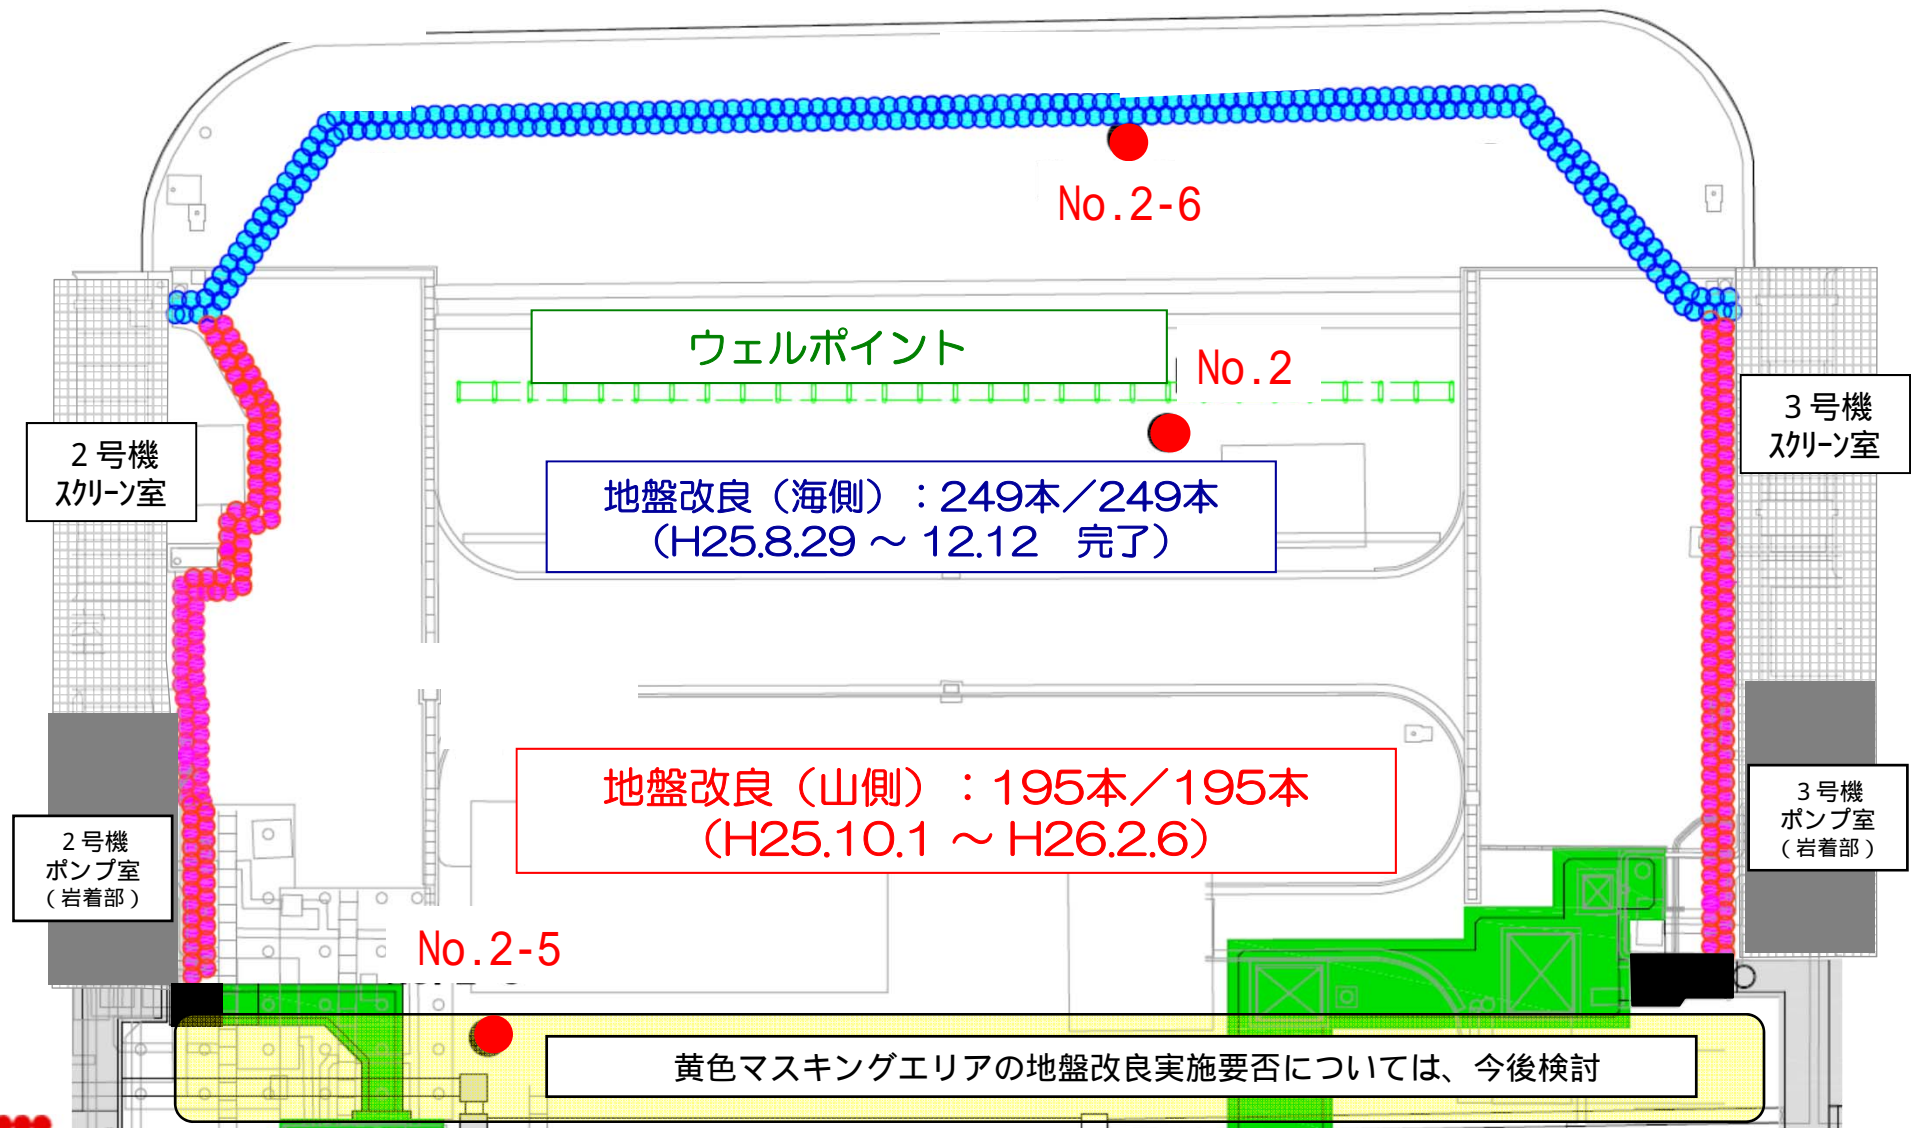 No.2-6
ウェルポイント
No.2
2号機
スクリーン室
3号機
スクリーン室
地盤改良（海側）：249本／249本
（H25.8.29 ～ 12.12　完了）
地盤改良（山側）：195本／195本
（H25.10.1 ～ H26.2.6）
2号機
ポンプ室
（岩着部）
3号機
ポンプ室
（岩着部）
No.2-5
黄色マスキングエリアの地盤改良実施要否については、今後検討